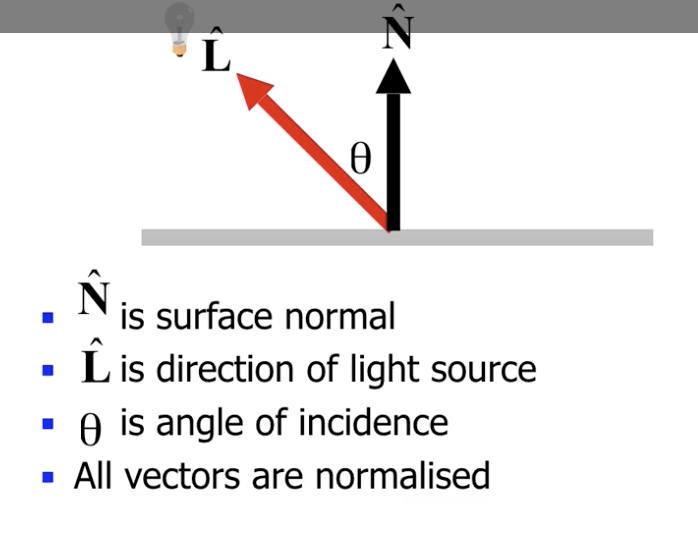 L̂
N̂
θ
N̂ is surface normal
L̂ is direction of light source
θ is angle of incidence
All vectors are normalised